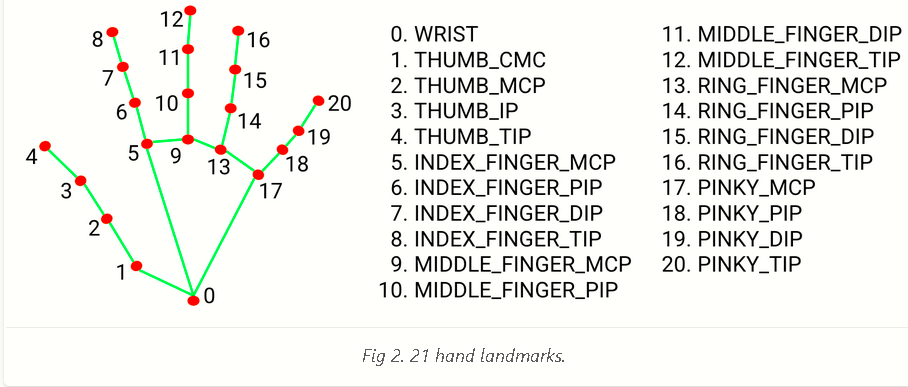 12
8
16
11
7
15
10
6
20
14
19
5
9
13
18
4
17
3
2
1
0
0. WRIST
1. THUMB_CMC
2. THUMB_MCP
3. THUMB_IP
4. THUMB_TIP
5. INDEX_FINGER_MCP
6. INDEX_FINGER_PIP
7. INDEX_FINGER_DIP
8. INDEX_FINGER_TIP
9. MIDDLE_FINGER_MCP
10. MIDDLE_FINGER_PIP
11. MIDDLE_FINGER_DIP
12. MIDDLE_FINGER_TIP
13. RING_FINGER_MCP
14. RING_FINGER_PIP
15. RING_FINGER_DIP
16. RING_FINGER_TIP
17. PINKY_MCP
18. PINKY_PIP
19. PINKY_DIP
20. PINKY_TIP
Fig 2. 21 hand landmarks.